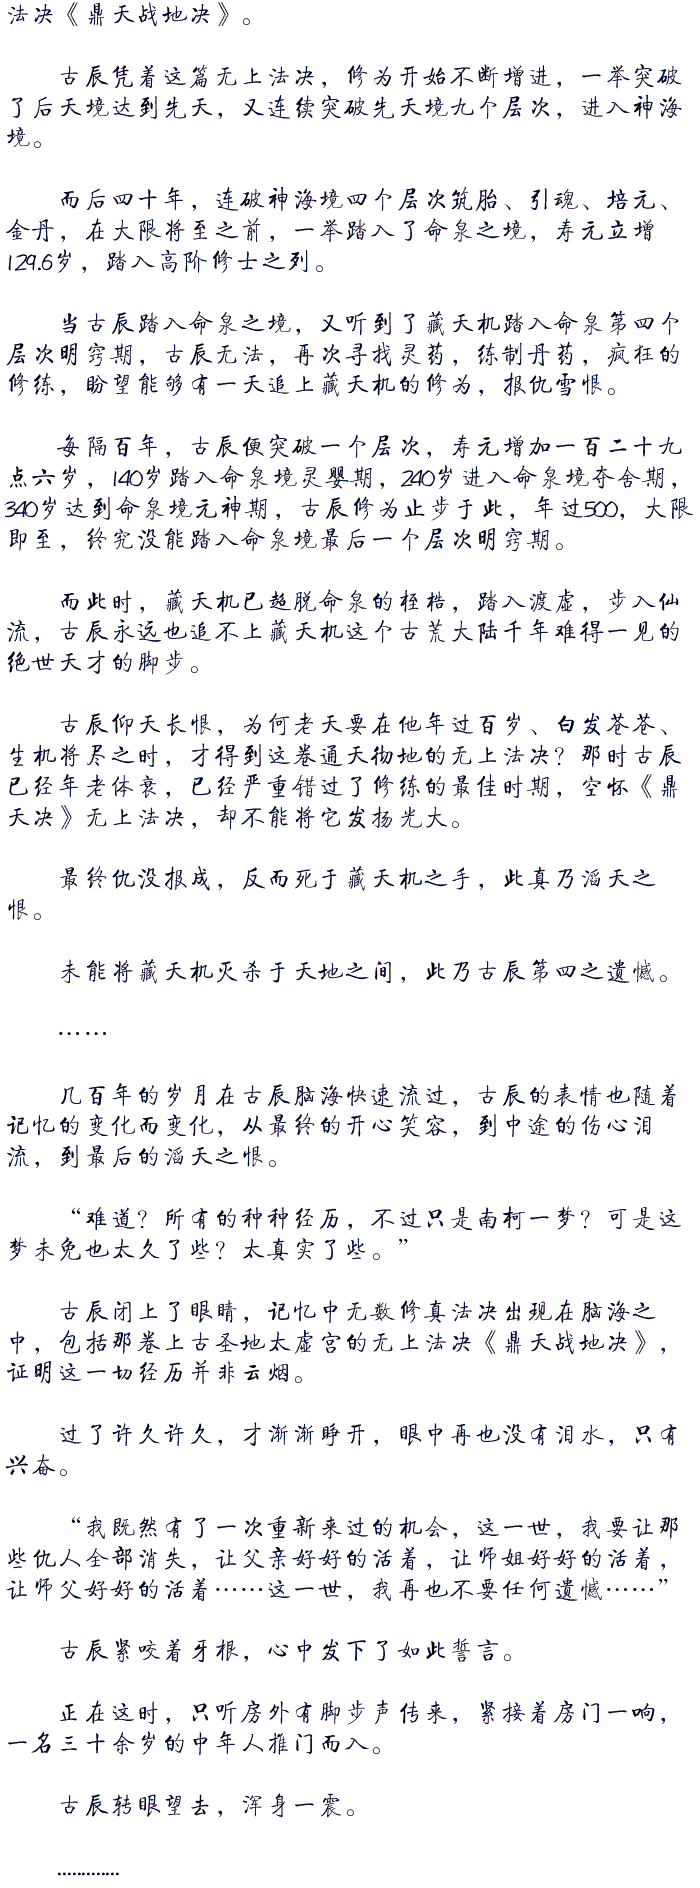 法决《鼎天战地决》。
古辰凭着这篇无上法决，修为开始不断增进，一举突破
了后天境达到先天，又连续突破先天境九个层次，进入神海
境。
而后四十年，连破神海境四个层次筑胎、引魂、培元、
金丹，在大限将至之前，一举踏入了命泉之境，寿元立增
129.6岁，踏入高阶修士之列。
当古辰踏入命泉之境，又听到了藏天机踏入命泉第四个
层次明窍期，古辰无法，再次寻找灵药，练制丹药，疯狂的
修练，盼望能够有一天追上藏天机的修为，报仇雪恨。
每隔百年，古辰便突破一个层次，寿元增加一百二十九
点六岁，140岁踏入命泉境灵婴期，240岁进入命泉境夺舍期，
340岁达到命泉境元神期，古辰修为止步于此，年过500，大限
即至，终究没能踏入命泉境最后一个层次明窍期。
而此时，藏天机已超脱命泉的桎梏，踏入渡虚，步入仙
流，古辰永远也追不上藏天机这个古荒大陆千年难得一见的
绝世天才的脚步。
古辰仰天长恨，为何老天要在他年过百岁、白发苍苍、
生机将尽之时，才得到这卷通天彻地的无上法决？那时古辰
已经年老体衰，已经严重错过了修练的最佳时期，空怀《鼎
天决》无上法决，却不能将它发扬光大。
最终仇没报成，反而死于藏天机之手，此真乃滔天之
恨。
未能将藏天机灭杀于天地之间，此乃古辰第四之遗憾。
……
几百年的岁月在古辰脑海快速流过，古辰的表情也随着
记忆的变化而变化，从最终的开心笑容，到中途的伤心泪
流，到最后的滔天之恨。
“难道？所有的种种经历，不过只是南柯一梦？可是这
梦未免也太久了些？太真实了些。”
古辰闭上了眼睛，记忆中无数修真法决出现在脑海之
中，包括那卷上古圣地太虚宫的无上法决《鼎天战地决》，
证明这一切经历并非云烟。
过了许久许久，才渐渐睁开，眼中再也没有泪水，只有
兴奋。
“我既然有了一次重新来过的机会，这一世，我要让那
些仇人全部消失，让父亲好好的活着，让师姐好好的活着，
让师父好好的活着……这一世，我再也不要任何遗憾……”
古辰紧咬着牙根，心中发下了如此誓言。
正在这时，只听房外有脚步声传来，紧接着房门一响，
一名三十余岁的中年人推门而入。
古辰转眼望去，浑身一震。
.............